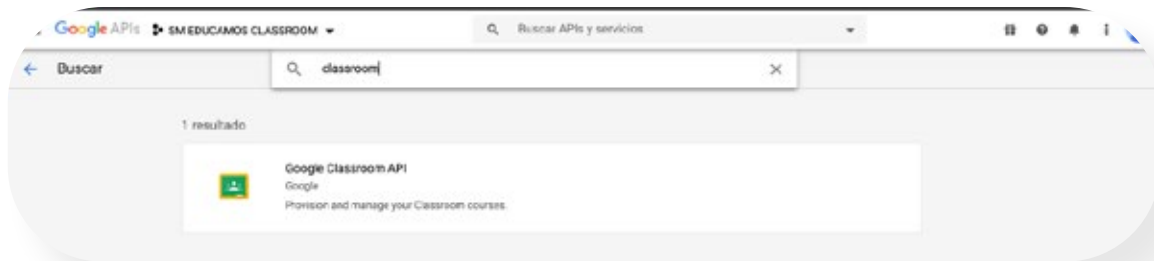 Google APIs SM EDUCAMOS CLASSROOM Buscar APIs y servicios
Buscar classroom
1 resultado
Google Classroom API
Google
Provision and manage your Classroom courses.